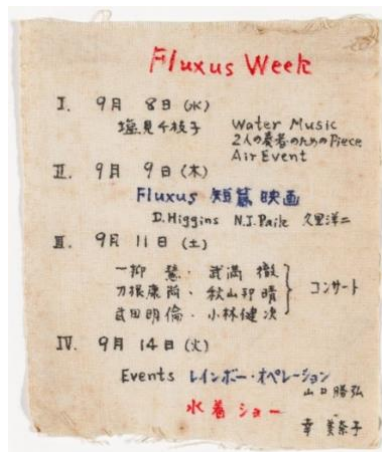 Fluxus Week
I. 9月 8日 (水)
塩見千枝子 Water Music
2人の奏者のためのPiece
Air Event
II. 9月 9日 (木)
Fluxus 短篇映画
D. Higgins N.J. Paik 久里洋二
III. 9月 11日 (土)
一柳 慧・武満 徹
刀根康尚・秋山邦晴 コンサート
武田明倫・小林健次
IV. 9月 14日 (火)
Events レインボー・オペレーション
山口勝弘
水着ショー
幸 美奈子